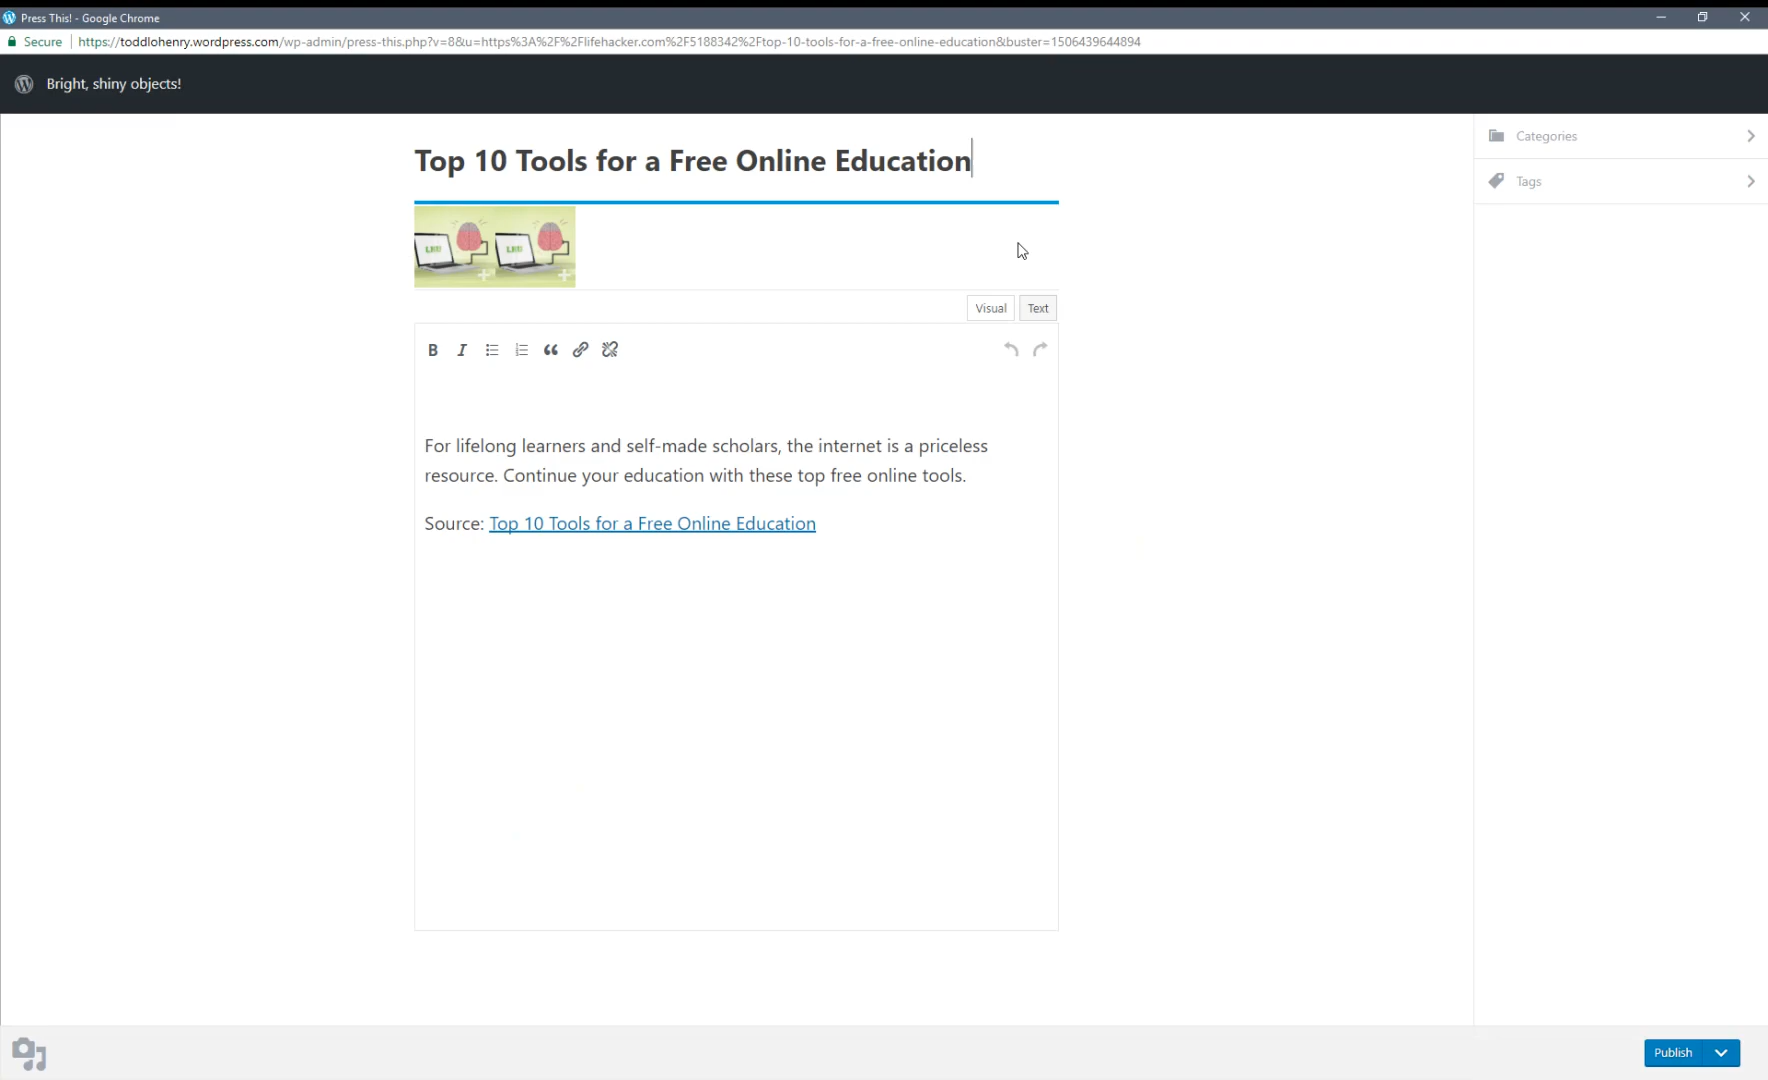 Press This! - Google Chrome
Secure https://toddlohenry.wordpress.com/wp-admin/press-this.php?v=8&u=https%3A%2F%2Flifehacker.com%2F5188342%2Ftop-10-tools-for-a-free-online-education&buster=1506439644894
Bright, shiny objects!
Top 10 Tools for a Free Online Education
Categories
Tags
Visual Text
B I
For lifelong learners and self-made scholars, the internet is a priceless
resource. Continue your education with these top free online tools.
Source: Top 10 Tools for a Free Online Education
Publish